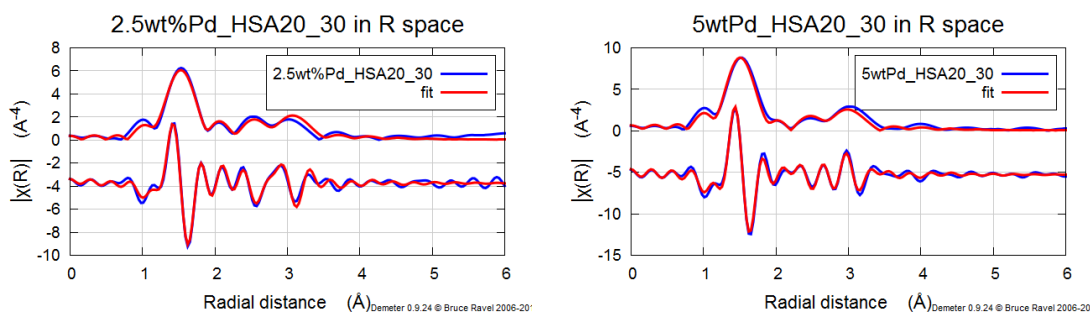 2.5wt%Pd_HSA20_30 in R space
8
6
4
2
0
-2
-4
-6
-8
-10
|χ(R)| (A^-4)
2.5wt%Pd_HSA20_30
fit
0 1 2 3 4 5 6
Radial distance (Å)
Demeter 0.9.24 © Bruce Ravel 2006-20
5wtPd_HSA20_30 in R space
15
10
5
0
-5
-10
-15
|χ(R)| (A^-4)
5wtPd_HSA20_30
fit
0 1 2 3 4 5 6
Radial distance (Å)
Demeter 0.9.24 © Bruce Ravel 2006-20